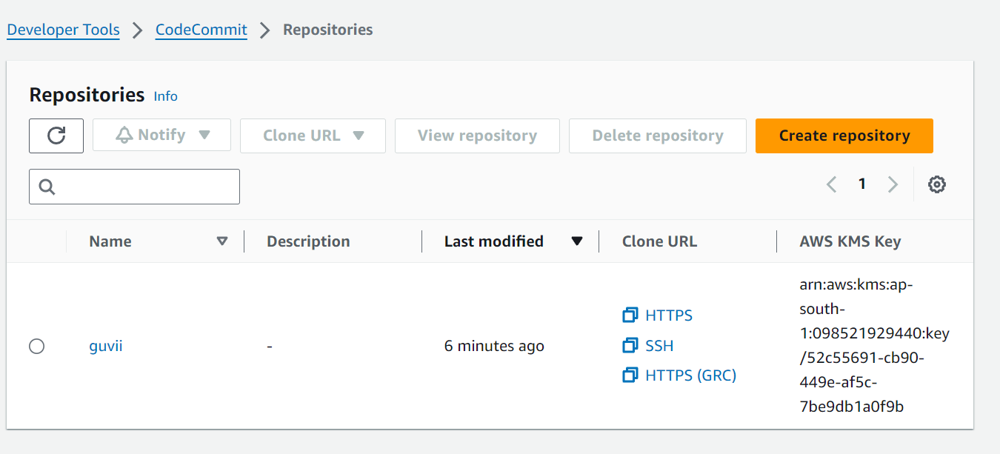 Developer Tools > CodeCommit > Repositories
Repositories Info
Notify Clone URL View repository Delete repository Create repository
1
Name Description Last modified Clone URL AWS KMS Key
guvii - 6 minutes ago
HTTPS
SSH
HTTPS (GRC)
arn:aws:kms:ap-
south-
1:098521929440:key
/52c55691-cb90-
449e-af5c-
7be9db1a0f9b